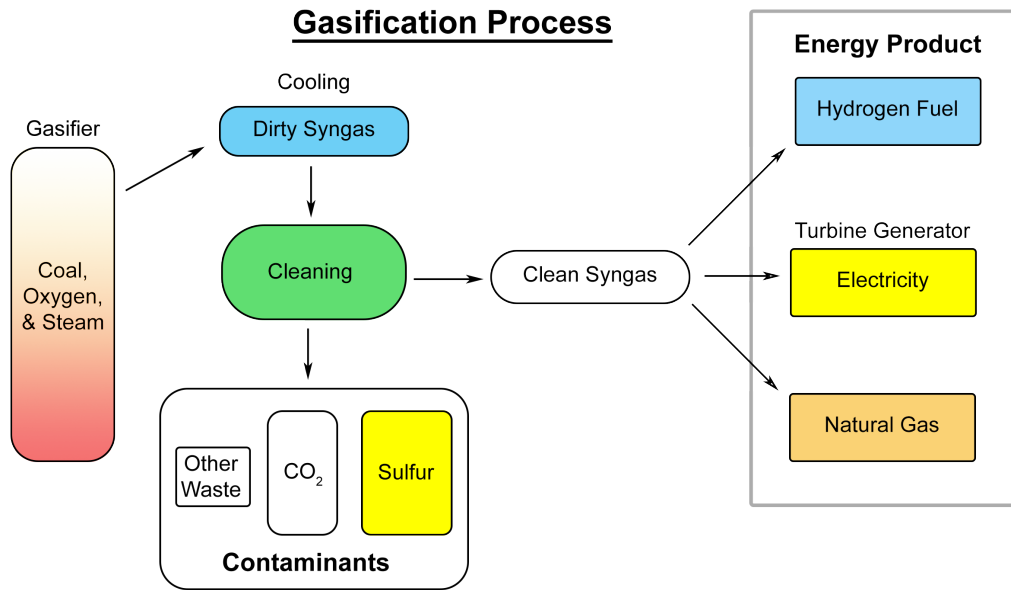 Gasification Process
Gasifier
Coal,
Oxygen,
& Steam
Cooling
Dirty Syngas
Cleaning
Clean Syngas
Other
Waste
CO₂
Sulfur
Contaminants
Energy Product
Hydrogen Fuel
Turbine Generator
Electricity
Natural Gas